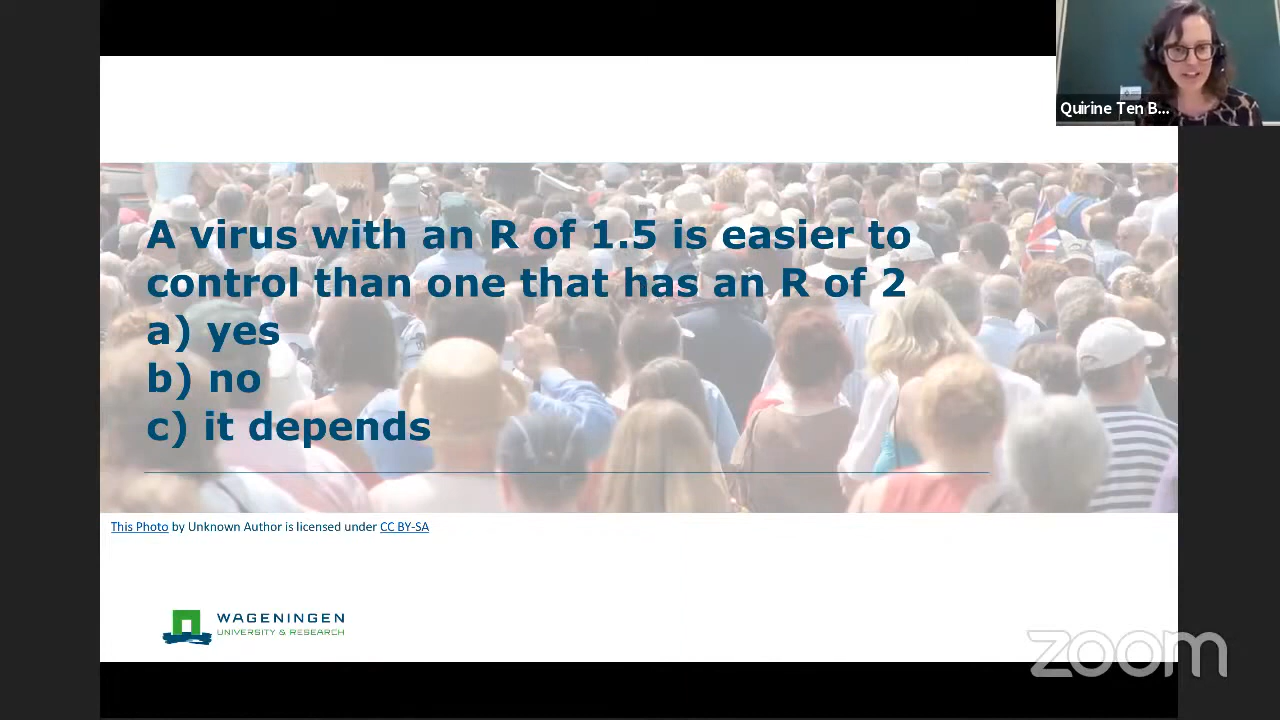 Quirine Ten B...
A virus with an R of 1.5 is easier to
control than one that has an R of 2
a) yes
b) no
c) it depends
This Photo by Unknown Author is licensed under CC BY-SA
WAGENINGEN
UNIVERSITY & RESEARCH
zoom